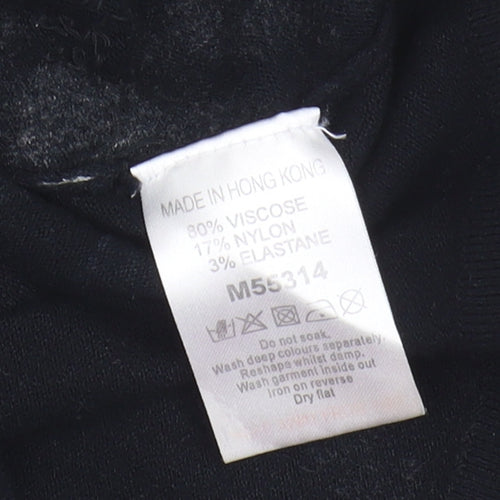 MADE IN HONG KONG
80% VISCOSE
17% NYLON
3% ELASTANE
M55314
Do not soak.
Wash deep colours separately.
Reshape whilst damp.
Wash garment inside out
Iron on reverse
Dry flat